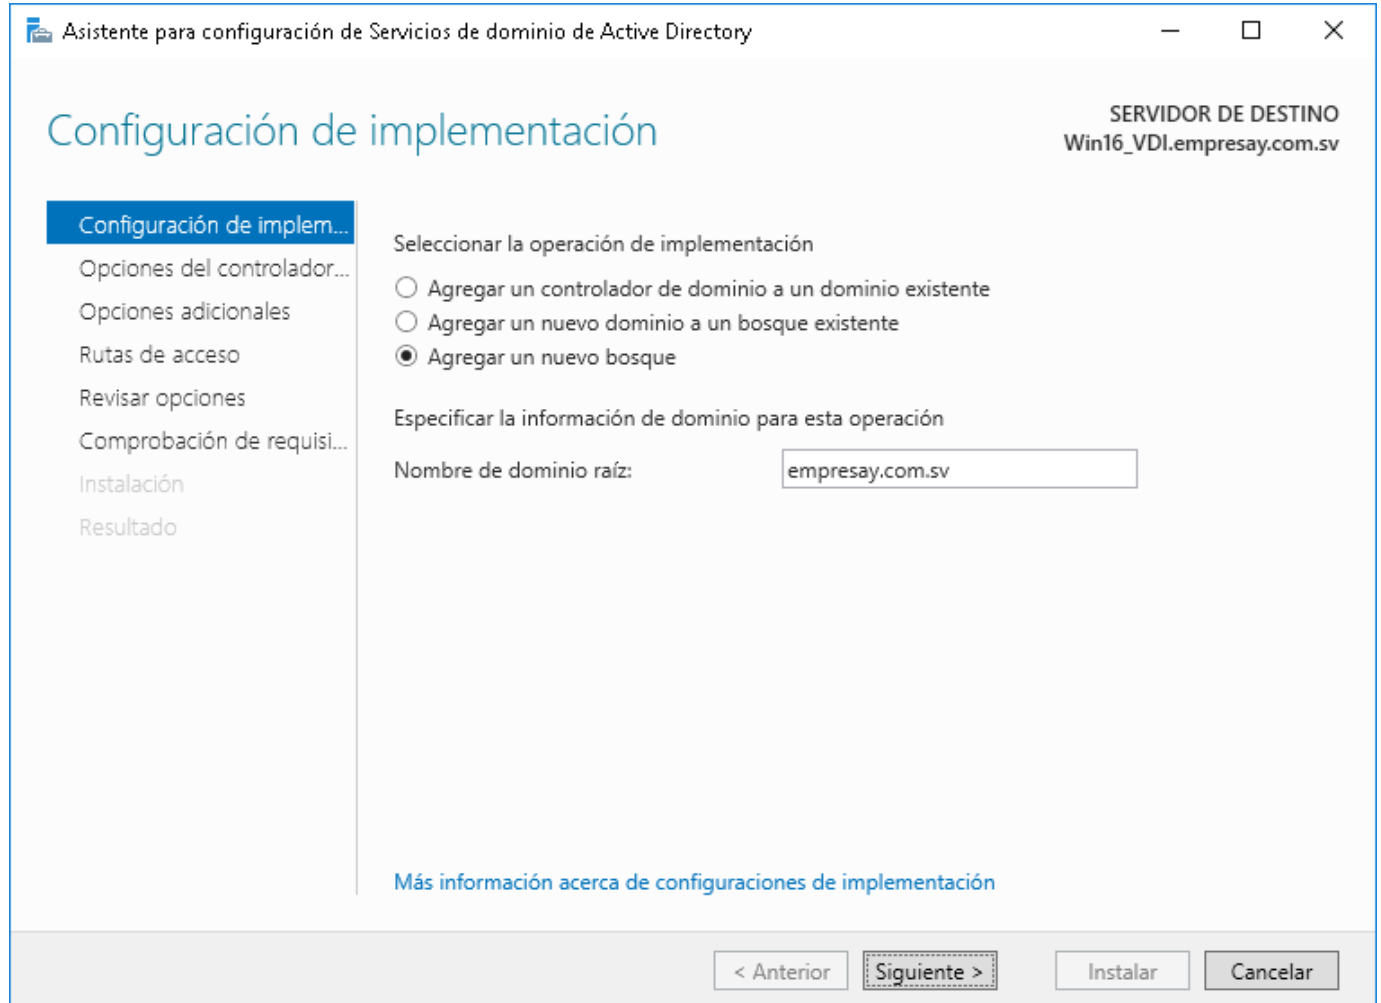 Asistente para configuración de Servicios de dominio de Active Directory
Configuración de implementación
SERVIDOR DE DESTINO
Win16_VDI.empresay.com.sv
Configuración de implem...
Opciones del controlador...
Opciones adicionales
Rutas de acceso
Revisar opciones
Comprobación de requisi...
Instalación
Resultado
Seleccionar la operación de implementación
Agregar un controlador de dominio a un dominio existente
Agregar un nuevo dominio a un bosque existente
Agregar un nuevo bosque
Especificar la información de dominio para esta operación
Nombre de dominio raíz: empresay.com.sv
Más información acerca de configuraciones de implementación
< Anterior Siguiente > Instalar Cancelar